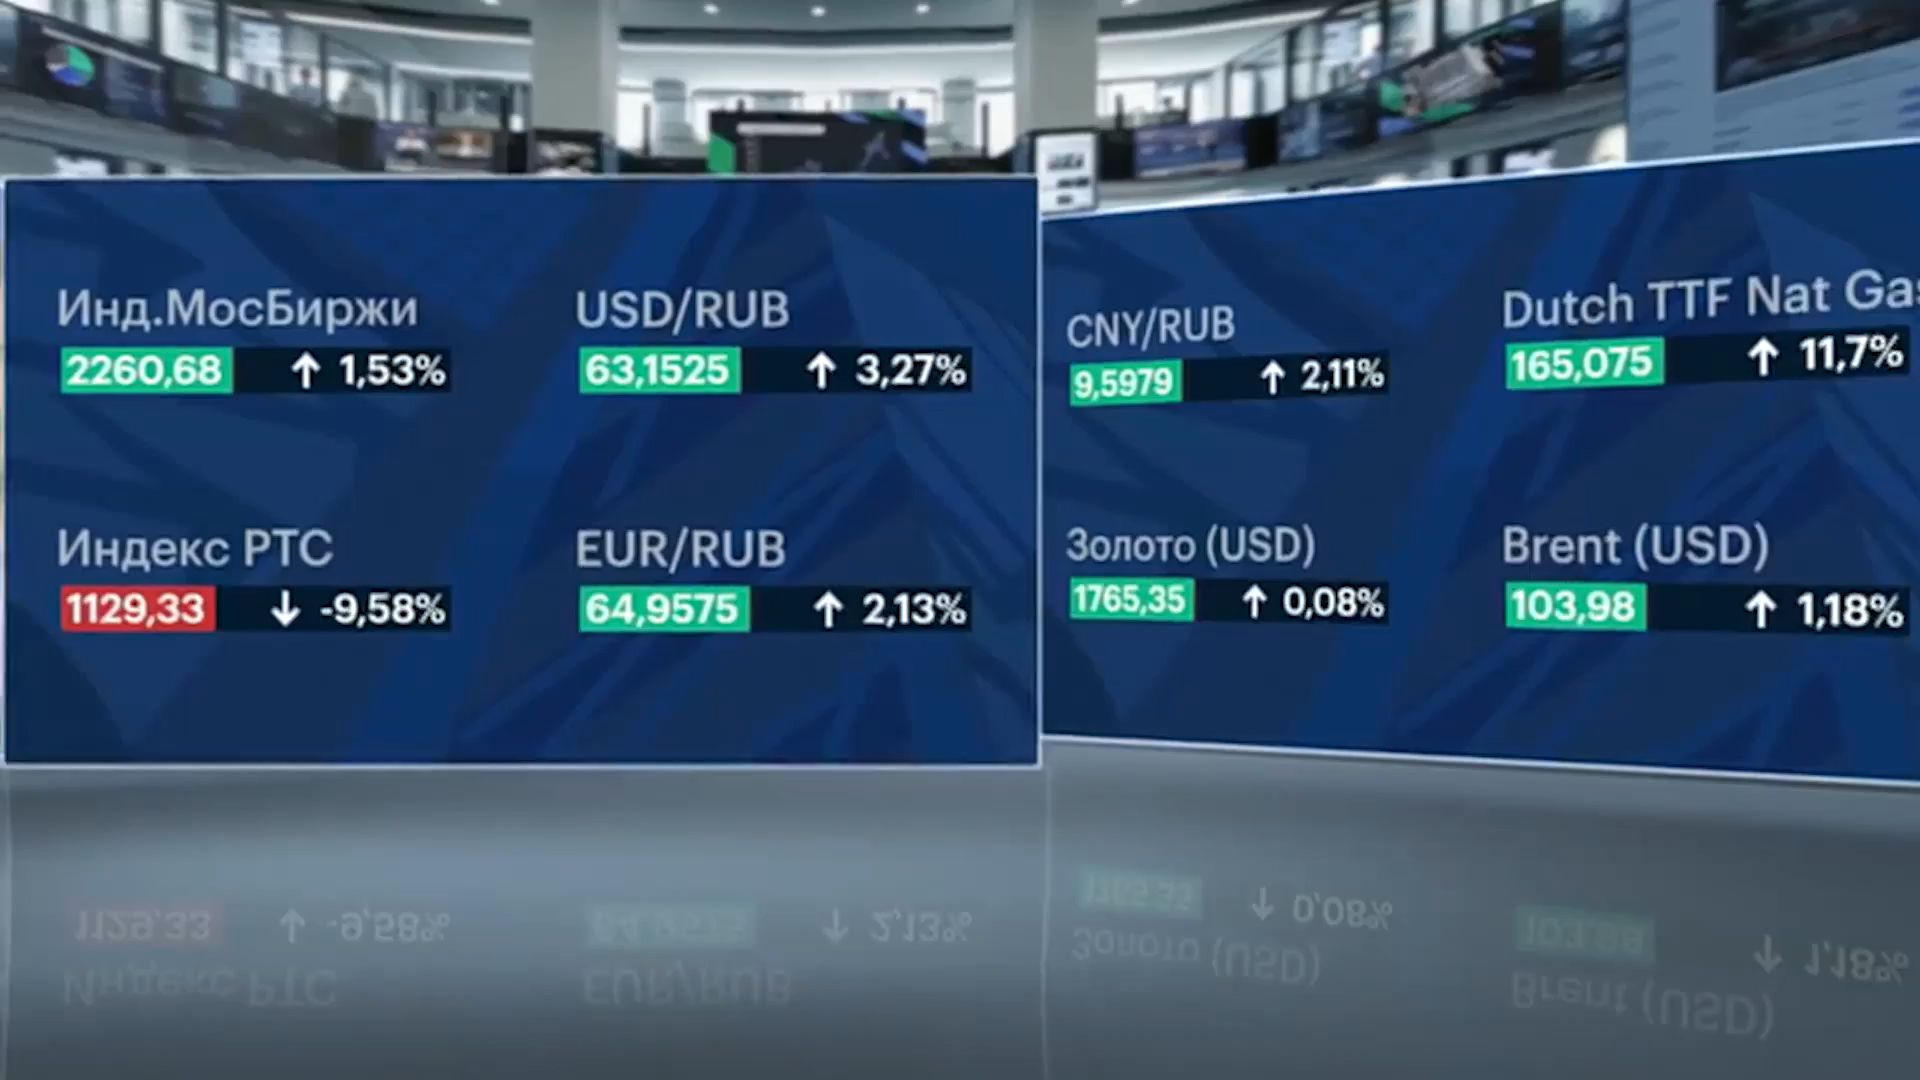 Инд.МосБиржи
2260,68 ↑ 1,53%
USD/RUB
63,1525 ↑ 3,27%
Индекс РТС
1129,33 ↓ -9,58%
EUR/RUB
64,9575 ↑ 2,13%
CNY/RUB
9,5979 ↑ 2,11%
Dutch TTF Nat Gas
165,075 ↑ 11,7%
Золото (USD)
1765,35 ↑ 0,08%
Brent (USD)
103,98 ↑ 1,18%